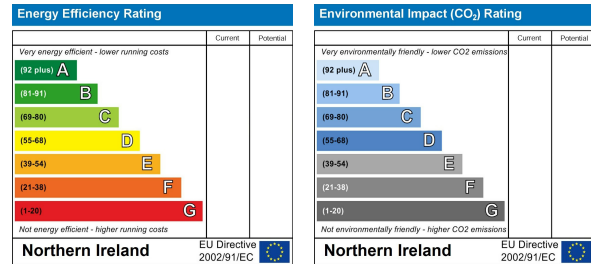 Energy Efficiency Rating
Current Potential
Very energy efficient - lower running costs
(92 plus) A
(81-91) B
(69-80) C
(55-68) D
(39-54) E
(21-38) F
(1-20) G
Not energy efficient - higher running costs
Northern Ireland
EU Directive
2002/91/EC
Environmental Impact (CO₂) Rating
Current Potential
Very environmentally friendly - lower CO2 emissions
(92 plus) A
(81-91) B
(69-80) C
(55-68) D
(39-54) E
(21-38) F
(1-20) G
Not environmentally friendly - higher CO2 emissions
Northern Ireland
EU Directive
2002/91/EC